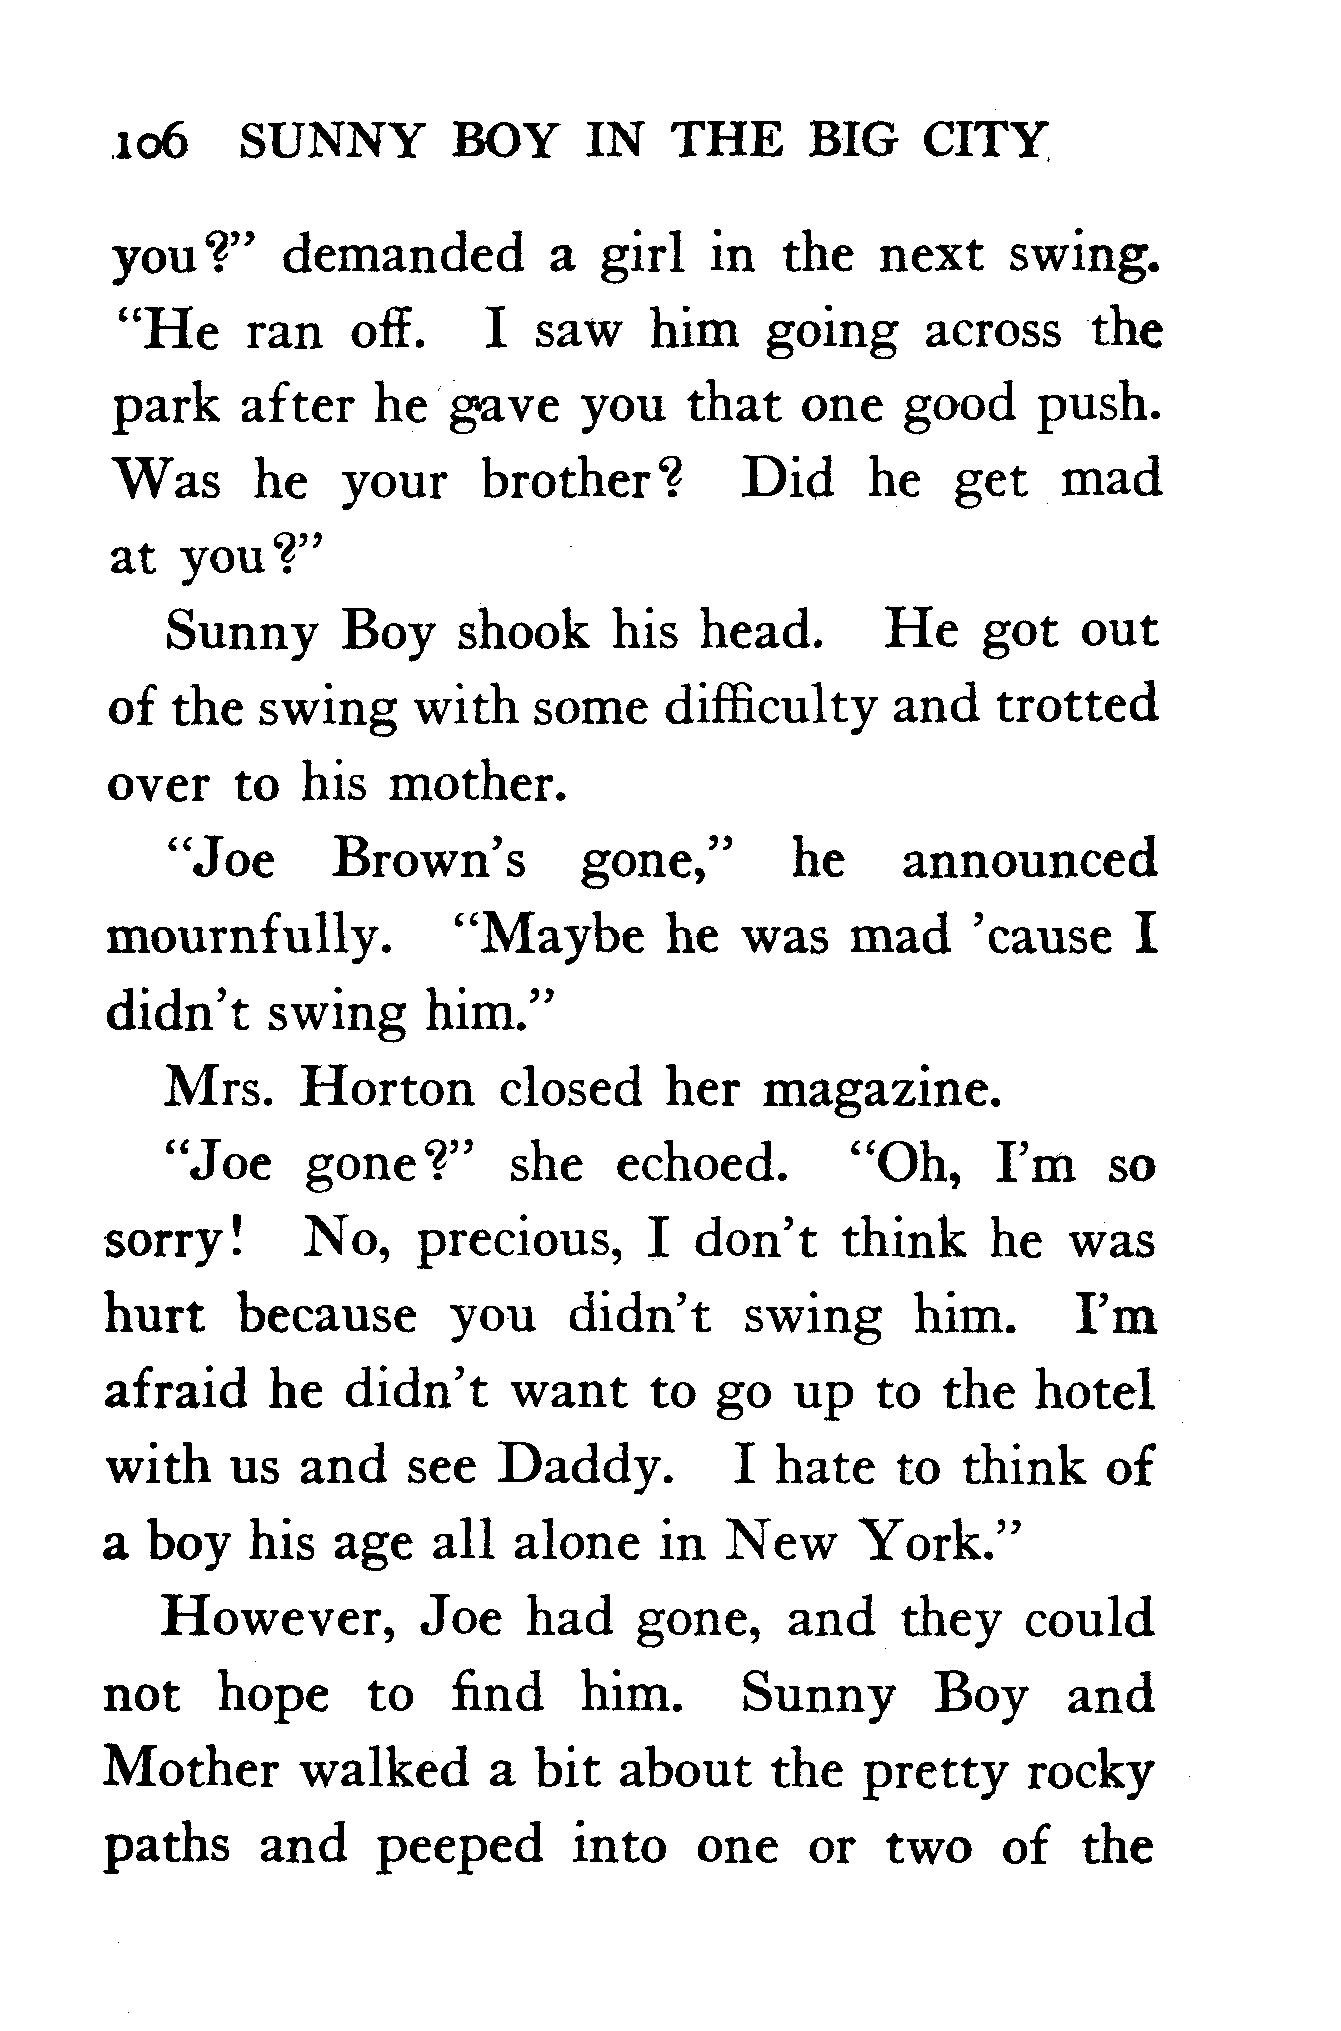 106 SUNNY BOY IN THE BIG CITY
you?” demanded a girl in the next swing.
“He ran off. I saw him going across the
park after he gave you that one good push.
Was he your brother? Did he get mad
at you?”
Sunny Boy shook his head. He got out
of the swing with some difficulty and trotted
over to his mother.
“Joe Brown’s gone,” he announced
mournfully. “Maybe he was mad ’cause I
didn’t swing him.”
Mrs. Horton closed her magazine.
“Joe gone?” she echoed. “Oh, I’m so
sorry! No, precious, I don’t think he was
hurt because you didn’t swing him. I’m
afraid he didn’t want to go up to the hotel
with us and see Daddy. I hate to think of
a boy his age all alone in New York.”
However, Joe had gone, and they could
not hope to find him. Sunny Boy and
Mother walked a bit about the pretty rocky
paths and peeped into one or two of the